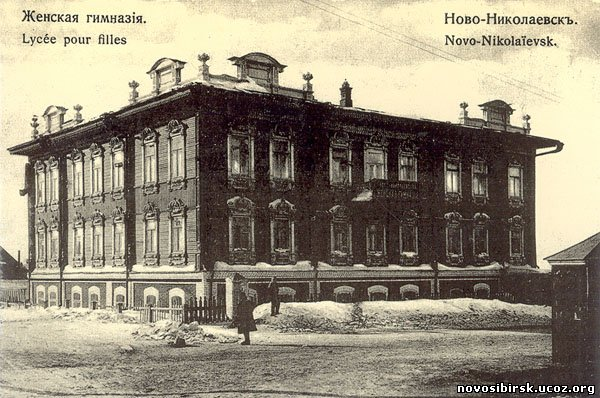 Женская гимназія.
Lycée pour filles
Ново-Николаевскъ.
Novo-Nikolaïevsk.
novosibirsk.ucoz.org